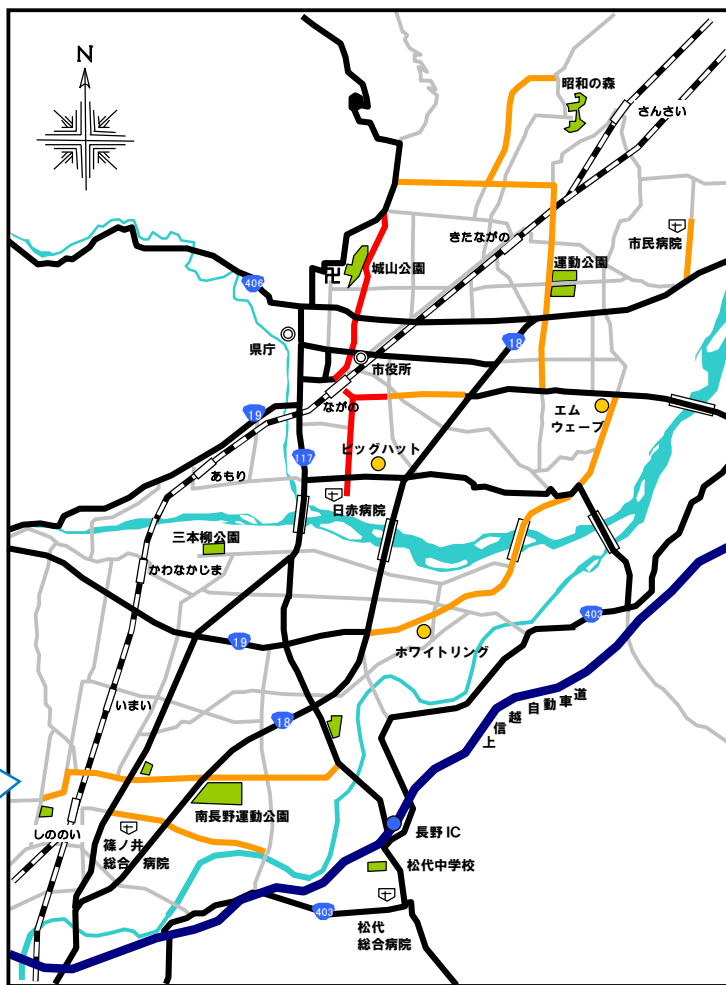 N
昭和の森
さんさい
きたながの
市民病院
城山公園
運動公園
406
県庁
18
市役所
ながの
19
エム
ウェーブ
117
ビッグハット
あもり
日赤病院
三本柳公園
かわなかじま
403
19
ホワイトリング
いまい
18
上信越自動車道
南長野運動公園
長野IC
しののい
篠ノ井
総合 病院
松代中学校
403
松代
総合病院